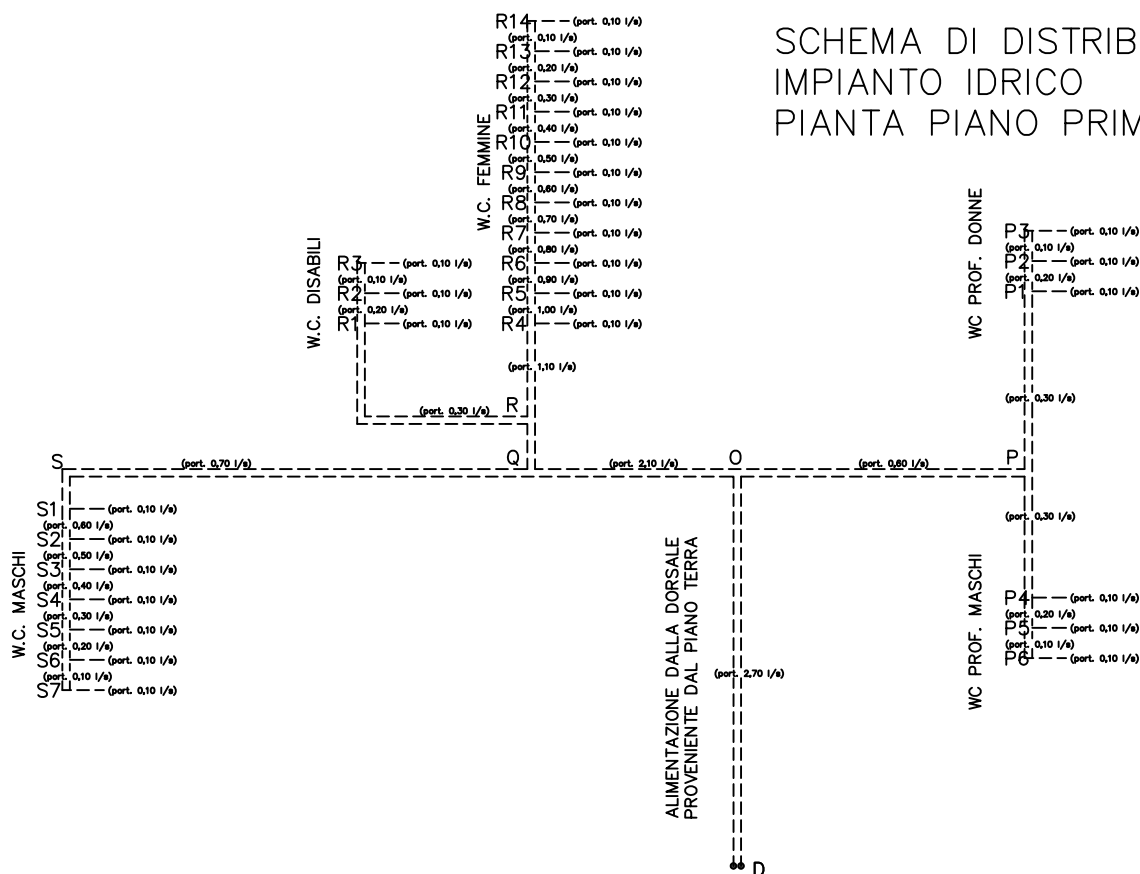 SCHEMA DI DISTRIB
IMPIANTO IDRICO
PIANTA PIANO PRIM
W.C. FEMMINE
R14
(port. 0,10 l/s)
(port. 0,10 l/s)
R13
(port. 0,10 l/s)
(port. 0,20 l/s)
R12
(port. 0,10 l/s)
(port. 0,30 l/s)
R11
(port. 0,10 l/s)
(port. 0,40 l/s)
R10
(port. 0,10 l/s)
(port. 0,50 l/s)
R9
(port. 0,10 l/s)
(port. 0,60 l/s)
R8
(port. 0,10 l/s)
(port. 0,70 l/s)
R7
(port. 0,10 l/s)
(port. 0,80 l/s)
R6
(port. 0,10 l/s)
(port. 0,90 l/s)
R5
(port. 0,10 l/s)
(port. 1,00 l/s)
R4
(port. 0,10 l/s)
(port. 1,10 l/s)
W.C. DISABILI
R3
(port. 0,10 l/s)
(port. 0,10 l/s)
R2
(port. 0,10 l/s)
(port. 0,20 l/s)
R1
(port. 0,10 l/s)
(port. 0,30 l/s)
R
WC PROF. DONNE
P3
(port. 0,10 l/s)
(port. 0,10 l/s)
P2
(port. 0,10 l/s)
(port. 0,20 l/s)
P1
(port. 0,10 l/s)
(port. 0,30 l/s)
S
(port. 0,70 l/s)
Q
(port. 2,10 l/s)
O
(port. 0,60 l/s)
P
W.C. MASCHI
S1
(port. 0,10 l/s)
(port. 0,60 l/s)
S2
(port. 0,10 l/s)
(port. 0,50 l/s)
S3
(port. 0,10 l/s)
(port. 0,40 l/s)
S4
(port. 0,10 l/s)
(port. 0,30 l/s)
S5
(port. 0,10 l/s)
(port. 0,20 l/s)
S6
(port. 0,10 l/s)
(port. 0,10 l/s)
S7
(port. 0,10 l/s)
ALIMENTAZIONE DALLA DORSALE
PROVENIENTE DAL PIANO TERRA
(port. 2,70 l/s)
D
(port. 0,30 l/s)
WC PROF. MASCHI
P4
(port. 0,10 l/s)
(port. 0,20 l/s)
P5
(port. 0,10 l/s)
(port. 0,10 l/s)
P6
(port. 0,10 l/s)